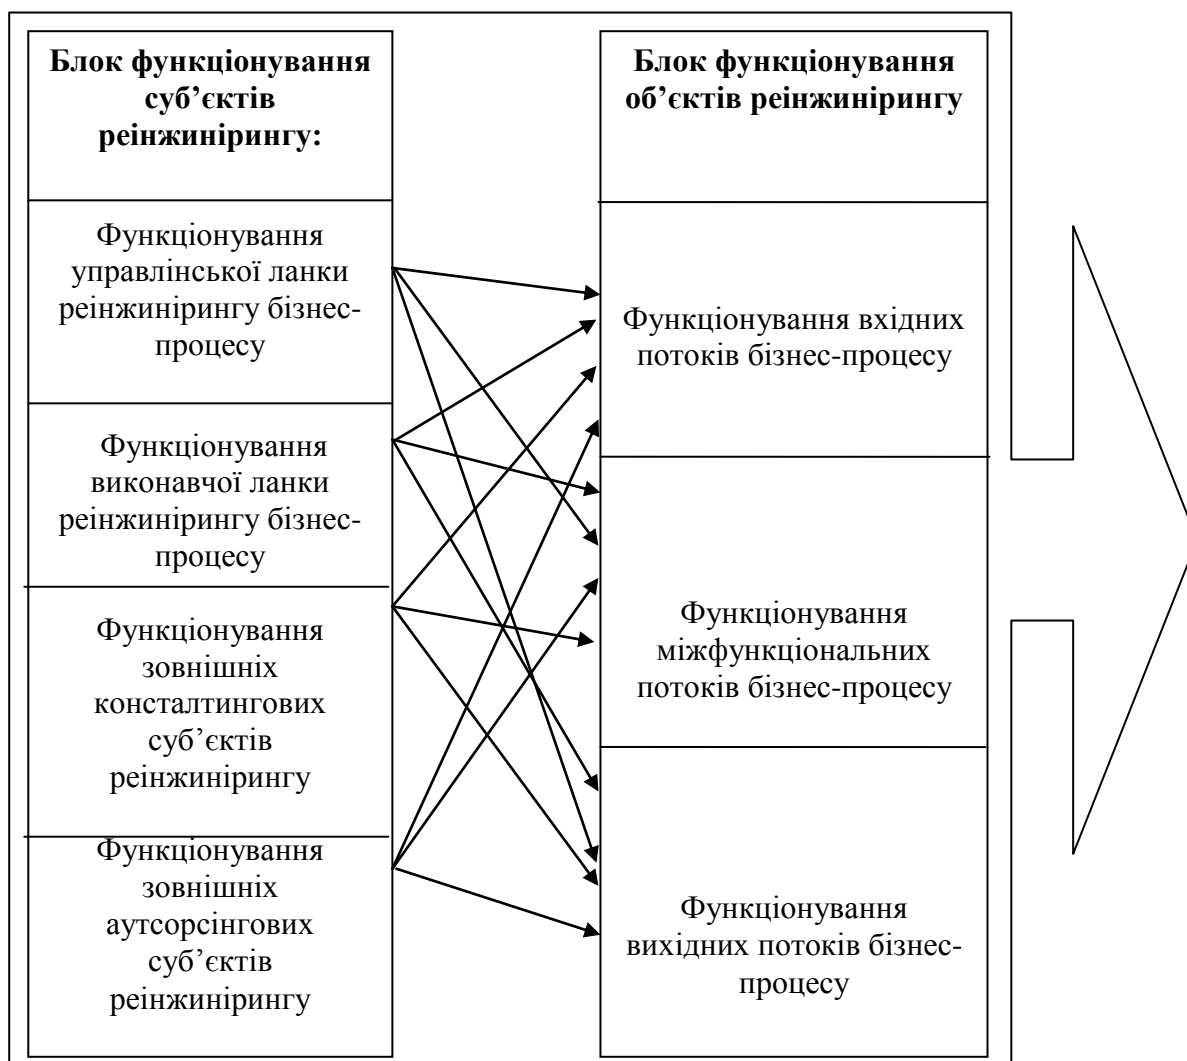 Блок функціонування
суб’єктів
реінжинірингу:
Функціонування
управлінської ланки
реінжинірингу бізнес-
процесу
Функціонування
виконавчої ланки
реінжинірингу бізнес-
процесу
Функціонування
зовнішніх
консалтингових
суб’єктів
реінжинірингу
Функціонування
зовнішніх
аутсорсінгових
суб’єктів
реінжинірингу
Блок функціонування
об’єктів реінжинірингу
Функціонування вхідних
потоків бізнес-процесу
Функціонування
міжфункціональних
потоків бізнес-процесу
Функціонування
вихідних потоків бізнес-
процесу